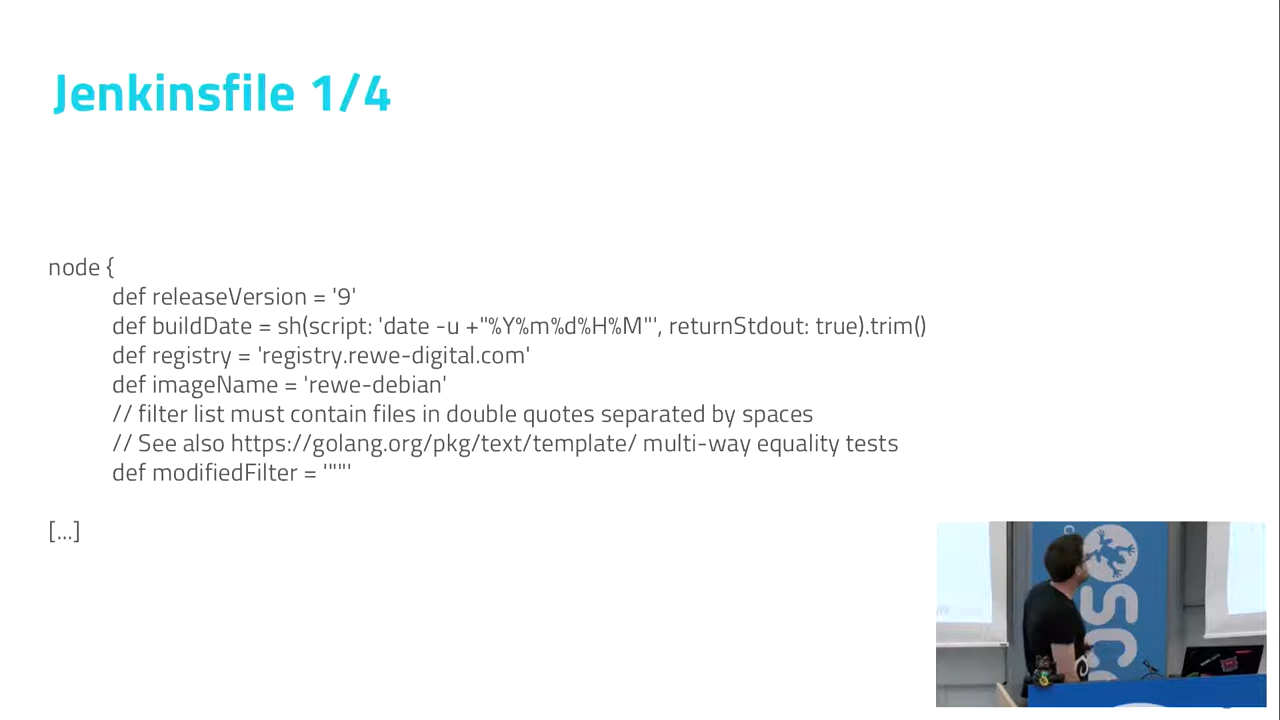 Jenkinsfile 1/4
node {
def releaseVersion = '9'
def buildDate = sh(script: 'date -u +"%Y%m%d%H%M"', returnStdout: true).trim()
def registry = 'registry.rewe-digital.com'
def imageName = 'rewe-debian'
// filter list must contain files in double quotes separated by spaces
// See also https://golang.org/pkg/text/template/ multi-way equality tests
def modifiedFilter = '""'
[...]